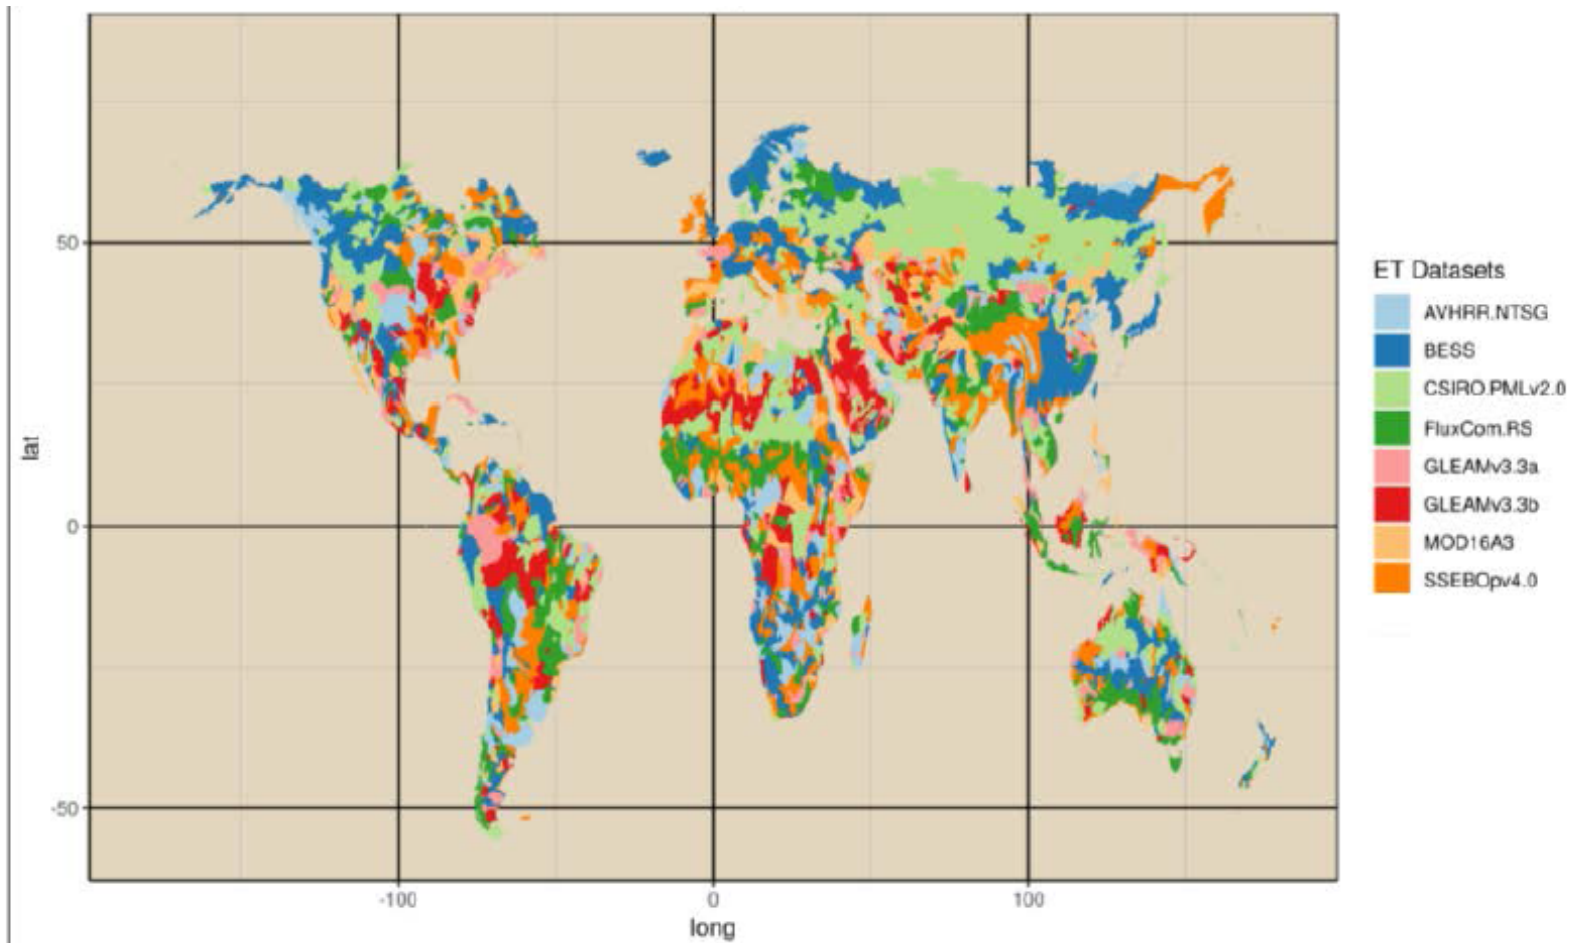 50
0
-50
lat
-100
0
100
long
ET Datasets
AVHRR.NTSG
BESS
CSIRO.PMLv2.0
FluxCom.RS
GLEAMv3.3a
GLEAMv3.3b
MOD16A3
SSEBOpv4.0